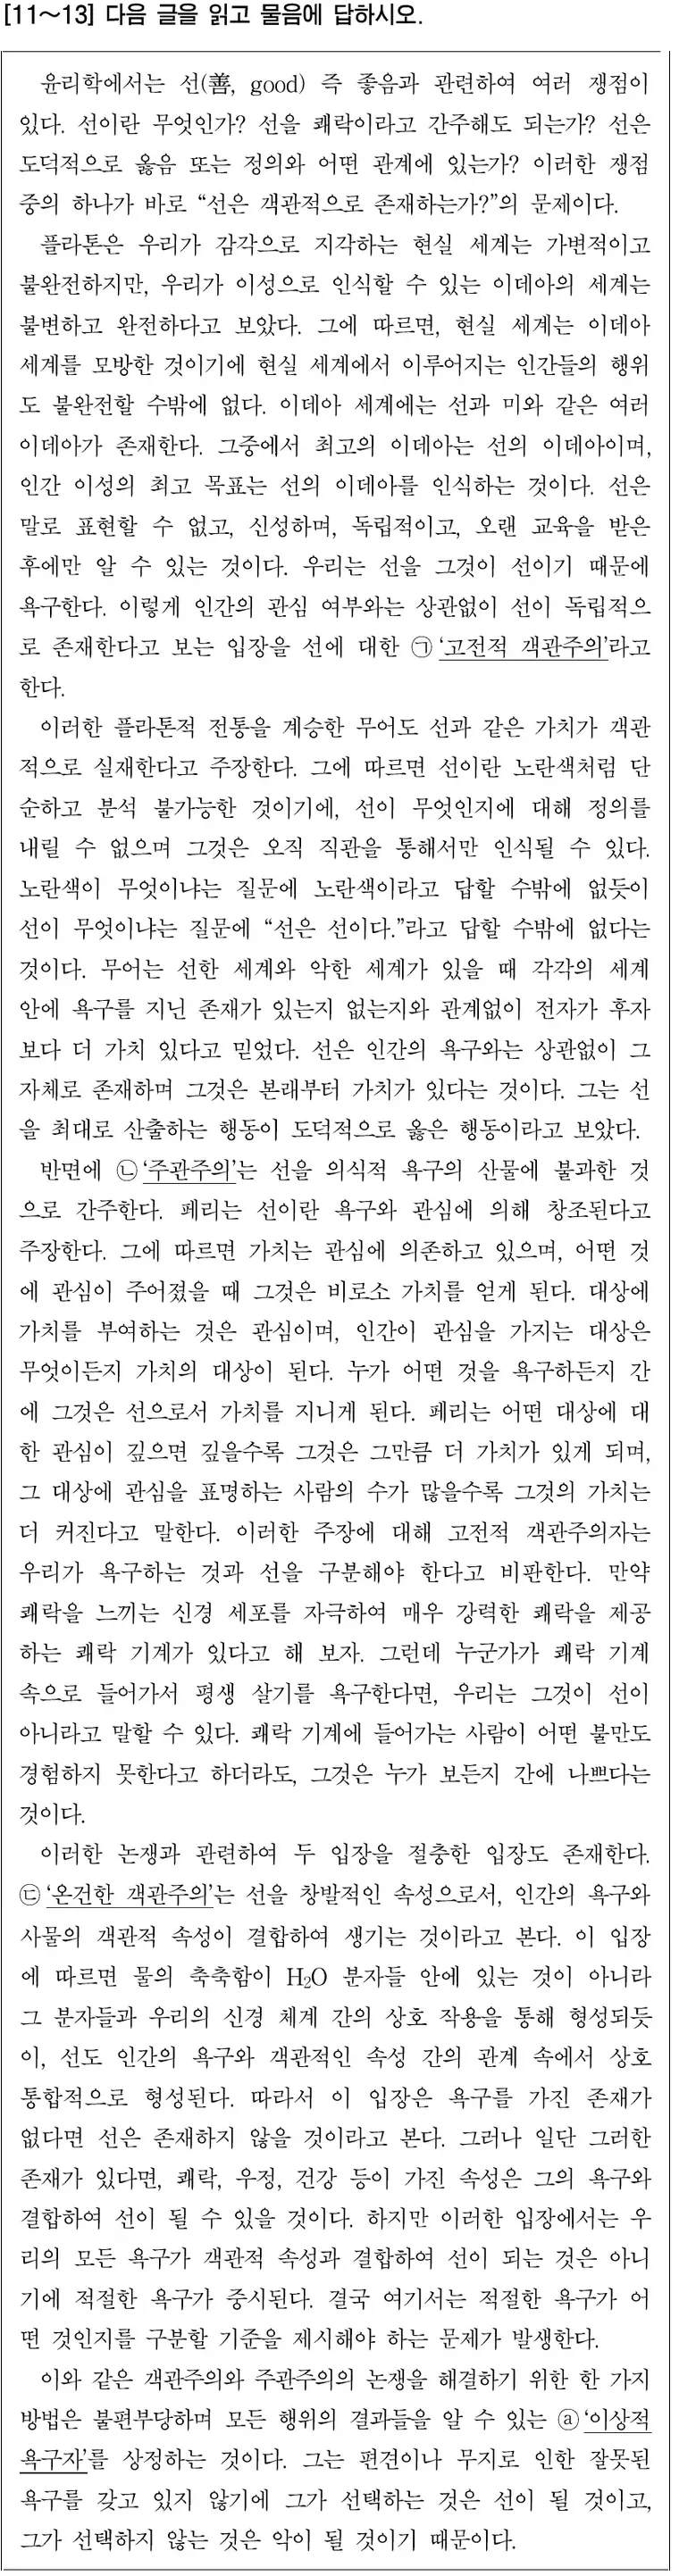 [11～13] 다음 글을 읽고 물음에 답하시오.
윤리학에서는 선(善, good) 즉 좋음과 관련하여 여러 쟁점이
있다. 선이란 무엇인가? 선을 쾌락이라고 간주해도 되는가? 선은
도덕적으로 옳음 또는 정의와 어떤 관계에 있는가? 이러한 쟁점
중의 하나가 바로 “선은 객관적으로 존재하는가?”의 문제이다.
플라톤은 우리가 감각으로 지각하는 현실 세계는 가변적이고
불완전하지만, 우리가 이성으로 인식할 수 있는 이데아의 세계는
불변하고 완전하다고 보았다. 그에 따르면, 현실 세계는 이데아
세계를 모방한 것이기에 현실 세계에서 이루어지는 인간들의 행위
도 불완전할 수밖에 없다. 이데아 세계에는 선과 미와 같은 여러
이데아가 존재한다. 그중에서 최고의 이데아는 선의 이데아이며,
인간 이성의 최고 목표는 선의 이데아를 인식하는 것이다. 선은
말로 표현할 수 없고, 신성하며, 독립적이고, 오랜 교육을 받은
후에만 알 수 있는 것이다. 우리는 선을 그것이 선이기 때문에
욕구한다. 이렇게 인간의 관심 여부와는 상관없이 선이 독립적으
로 존재한다고 보는 입장을 선에 대한 ㉠ ‘고전적 객관주의’라고
한다.
이러한 플라톤적 전통을 계승한 무어도 선과 같은 가치가 객관
적으로 실재한다고 주장한다. 그에 따르면 선이란 노란색처럼 단
순하고 분석 불가능한 것이기에, 선이 무엇인지에 대해 정의를
내릴 수 없으며 그것은 오직 직관을 통해서만 인식될 수 있다.
노란색이 무엇이냐는 질문에 노란색이라고 답할 수밖에 없듯이
선이 무엇이냐는 질문에 “선은 선이다.”라고 답할 수밖에 없다는
것이다. 무어는 선한 세계와 악한 세계가 있을 때 각각의 세계
안에 욕구를 지닌 존재가 있는지 없는지와 관계없이 전자가 후자
보다 더 가치 있다고 믿었다. 선은 인간의 욕구와는 상관없이 그
자체로 존재하며 그것은 본래부터 가치가 있다는 것이다. 그는 선
을 최대로 산출하는 행동이 도덕적으로 옳은 행동이라고 보았다.
반면에 ㉡ ‘주관주의’는 선을 의식적 욕구의 산물에 불과한 것
으로 간주한다. 페리는 선이란 욕구와 관심에 의해 창조된다고
주장한다. 그에 따르면 가치는 관심에 의존하고 있으며, 어떤 것
에 관심이 주어졌을 때 그것은 비로소 가치를 얻게 된다. 대상에
가치를 부여하는 것은 관심이며, 인간이 관심을 가지는 대상은
무엇이든지 가치의 대상이 된다. 누가 어떤 것을 욕구하든지 간
에 그것은 선으로서 가치를 지니게 된다. 페리는 어떤 대상에 대
한 관심이 깊으면 깊을수록 그것은 그만큼 더 가치가 있게 되며,
그 대상에 관심을 표명하는 사람의 수가 많을수록 그것의 가치는
더 커진다고 말한다. 이러한 주장에 대해 고전적 객관주의자는
우리가 욕구하는 것과 선을 구분해야 한다고 비판한다. 만약
쾌락을 느끼는 신경 세포를 자극하여 매우 강력한 쾌락을 제공
하는 쾌락 기계가 있다고 해 보자. 그런데 누군가가 쾌락 기계
속으로 들어가서 평생 살기를 욕구한다면, 우리는 그것이 선이
아니라고 말할 수 있다. 쾌락 기계에 들어가는 사람이 어떤 불만도
경험하지 못한다고 하더라도, 그것은 누가 보든지 간에 나쁘다는
것이다.
이러한 논쟁과 관련하여 두 입장을 절충한 입장도 존재한다.
㉢ ‘온건한 객관주의’는 선을 창발적인 속성으로서, 인간의 욕구와
사물의 객관적 속성이 결합하여 생기는 것이라고 본다. 이 입장
에 따르면 물의 축축함이 H₂O 분자들 안에 있는 것이 아니라
그 분자들과 우리의 신경 체계 간의 상호 작용을 통해 형성되듯
이, 선도 인간의 욕구와 객관적인 속성 간의 관계 속에서 상호
통합적으로 형성된다. 따라서 이 입장은 욕구를 가진 존재가
없다면 선은 존재하지 않을 것이라고 본다. 그러나 일단 그러한
존재가 있다면, 쾌락, 우정, 건강 등이 가진 속성은 그의 욕구와
결합하여 선이 될 수 있을 것이다. 하지만 이러한 입장에서는 우
리의 모든 욕구가 객관적 속성과 결합하여 선이 되는 것은 아니
기에 적절한 욕구가 중시된다. 결국 여기서는 적절한 욕구가 어
떤 것인지를 구분할 기준을 제시해야 하는 문제가 발생한다.
이와 같은 객관주의와 주관주의의 논쟁을 해결하기 위한 한 가지
방법은 불편부당하며 모든 행위의 결과들을 알 수 있는 ⓐ ‘이상적
욕구자’를 상정하는 것이다. 그는 편견이나 무지로 인한 잘못된
욕구를 갖고 있지 않기에 그가 선택하는 것은 선이 될 것이고,
그가 선택하지 않는 것은 악이 될 것이기 때문이다.